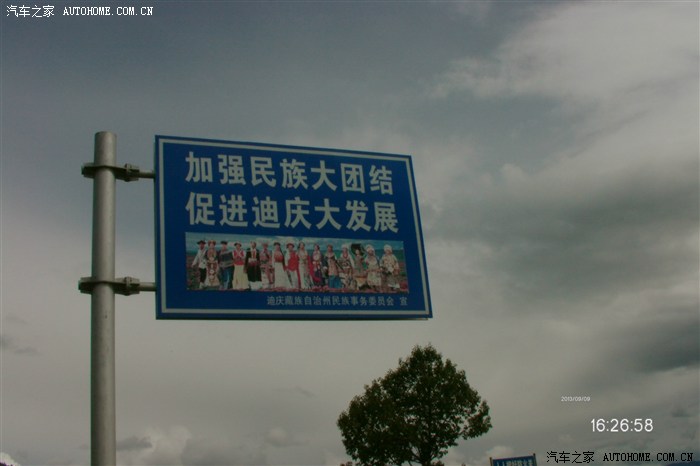 汽车之家 AUTOHOME.COM.CN
加强民族大团结
促进迪庆大发展
迪庆藏族自治州民族事务委员会 宣
2013/08/09
16:26:58
汽车之家 AUTOHOME.COM.CN